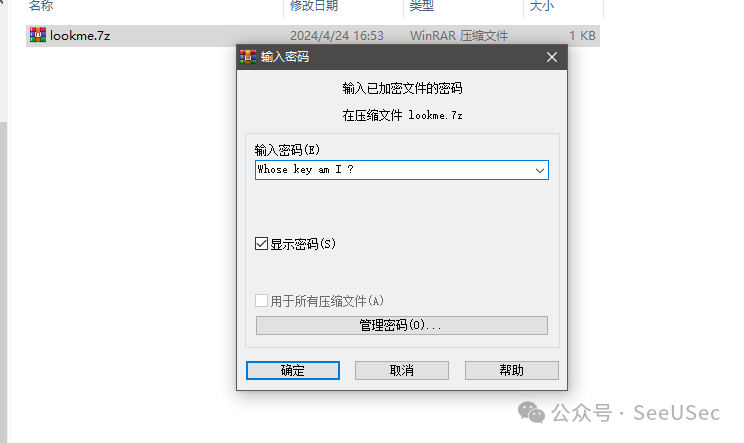 名称 修改日期 类型 大小
lookme.7z 2024/4/24 16:53 WinRAR 压缩文件 1 KB
输入密码
输入已加密文件的密码
在压缩文件 lookme.7z
输入密码(E)
Whose key am I ?
显示密码(S)
用于所有压缩文件(A)
管理密码(O)...
确定 取消 帮助
公众号 · SeeUSec